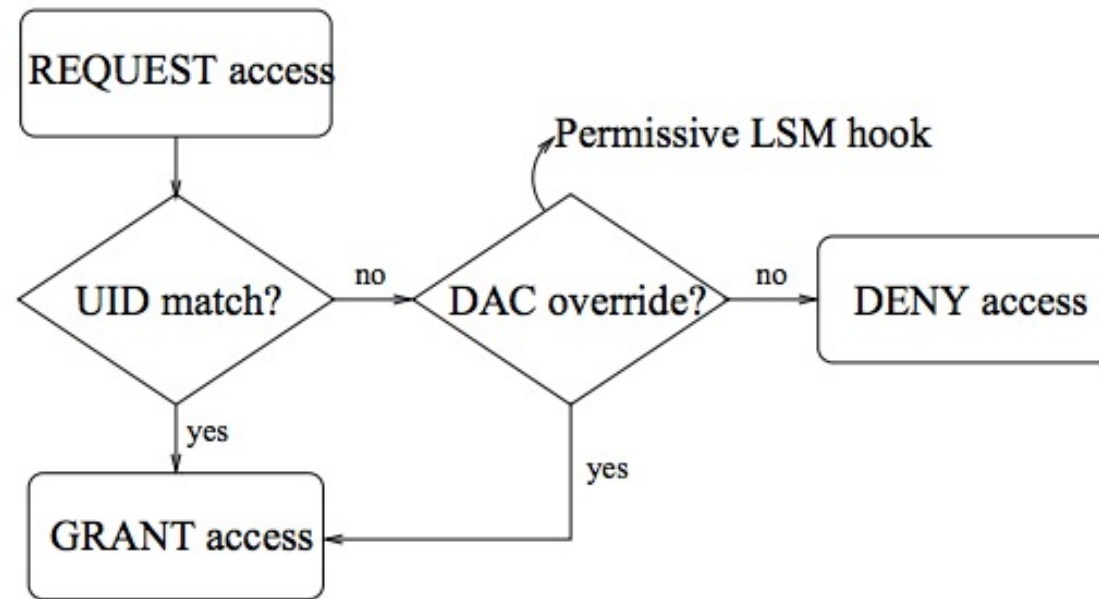 REQUEST access
Permissive LSM hook
UID match?
no
DAC override?
no
DENY access
yes
yes
GRANT access